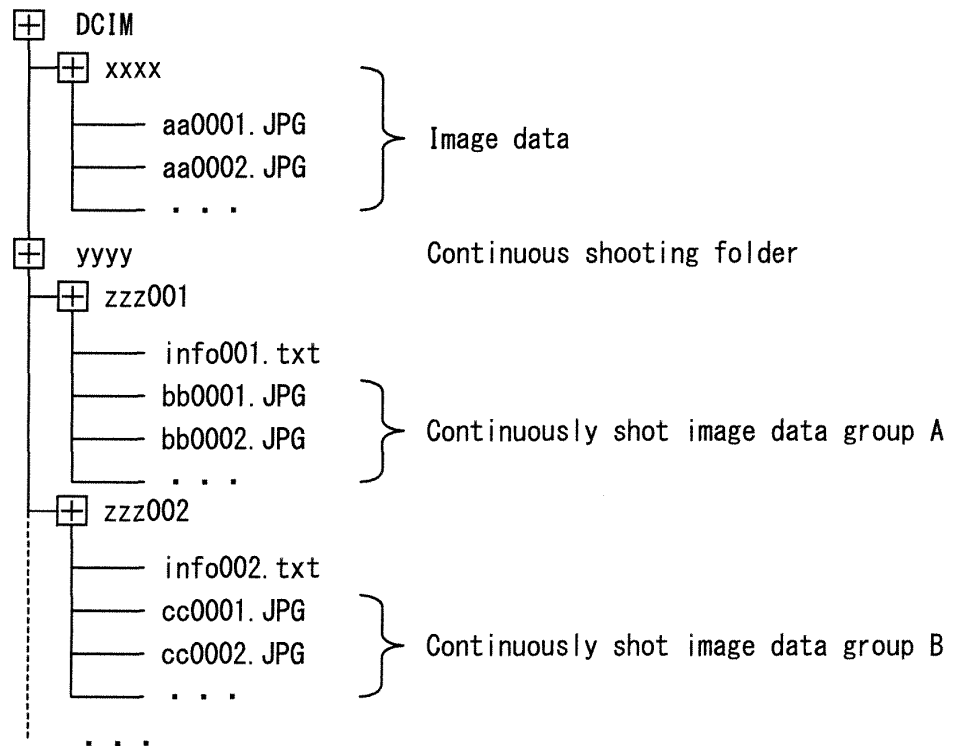 DCIM
xxxx
aa0001.JPG
aa0002.JPG
Image data
. . .
yyyy Continuous shooting folder
zzz001
info001.txt
bb0001.JPG
bb0002.JPG
Continuously shot image data group A
. . .
zzz002
info002.txt
cc0001.JPG
cc0002.JPG
Continuously shot image data group B
. . .
. . .